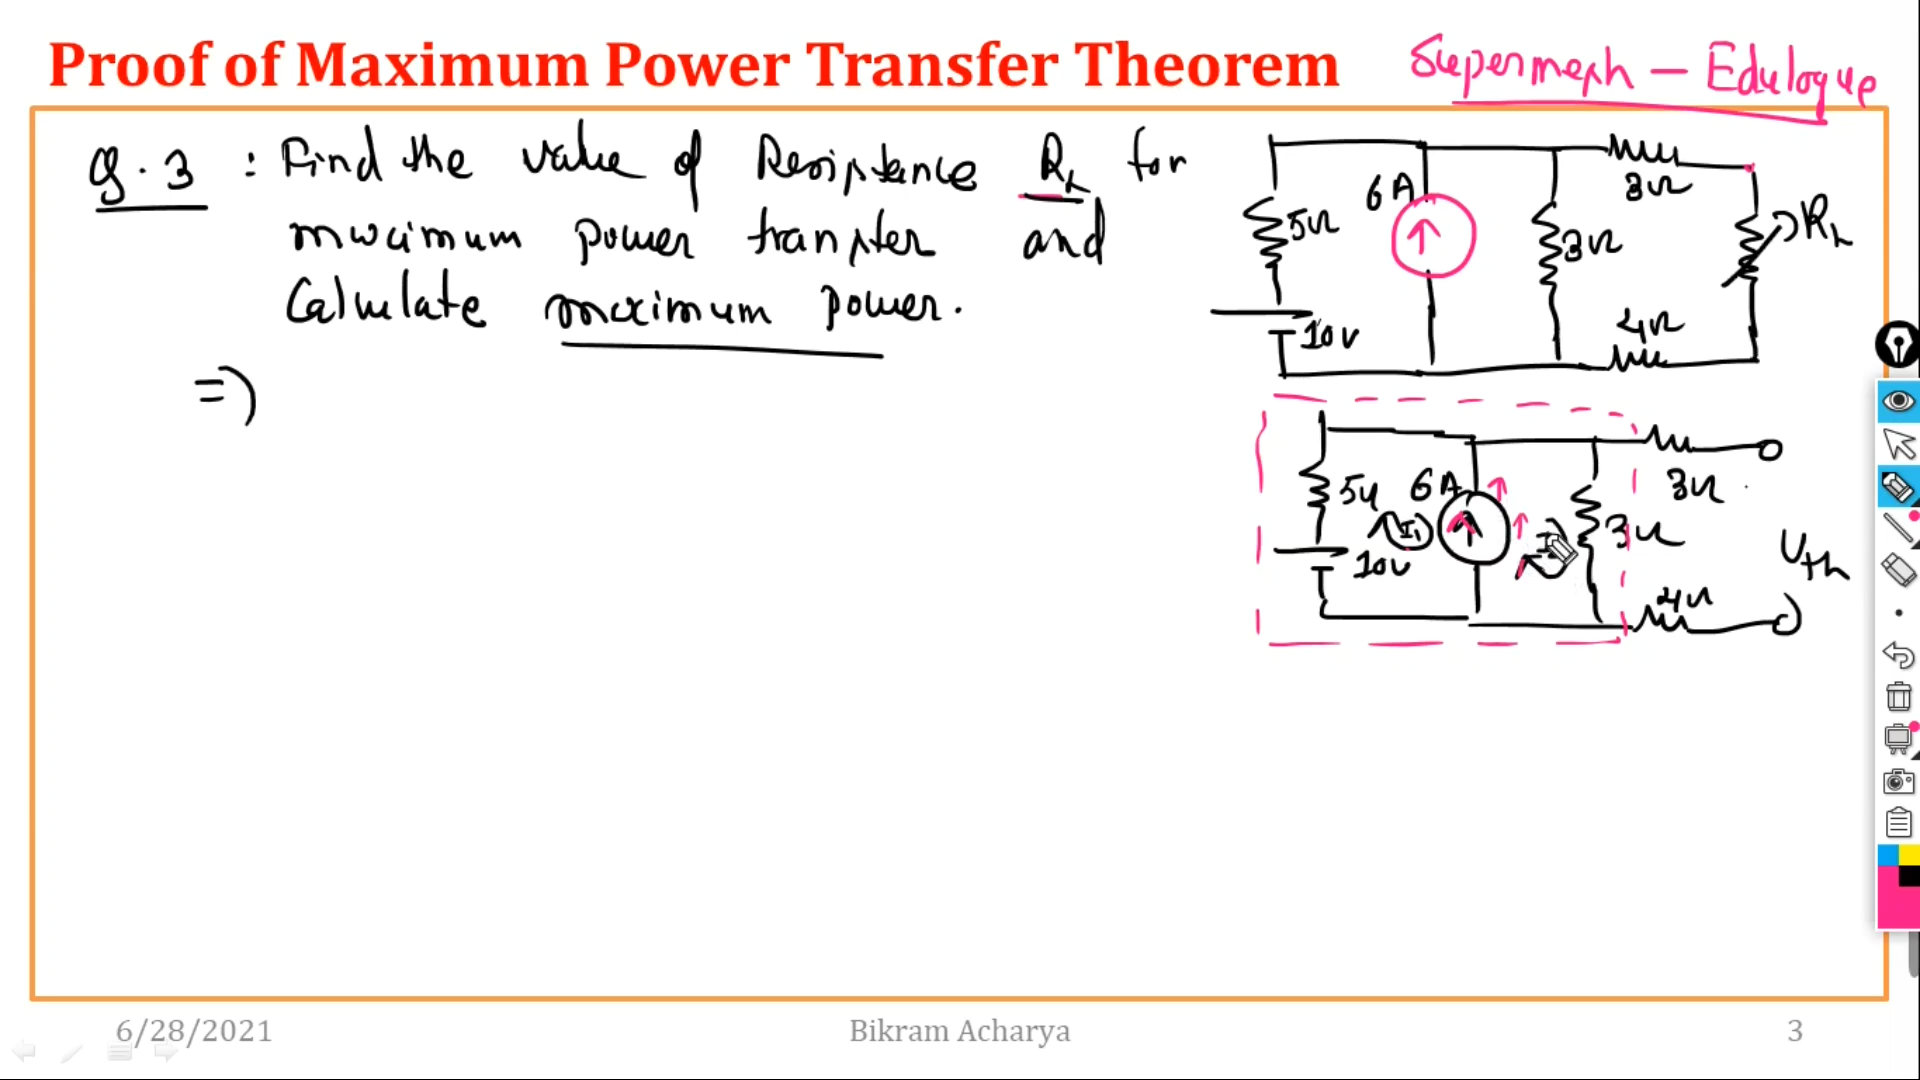 Proof of Maximum Power Transfer Theorem
Supermesh – Edulogue
Q.3 : Find the value of Resistance RL for
maximum power transfer and
Calculate maximum power.
=>
6A
3Ω
5Ω
3Ω
RL
10V
4Ω
5Ω
6A
3Ω
I1
3Ω
10V
Vth
4Ω
6/28/2021
Bikram Acharya
3